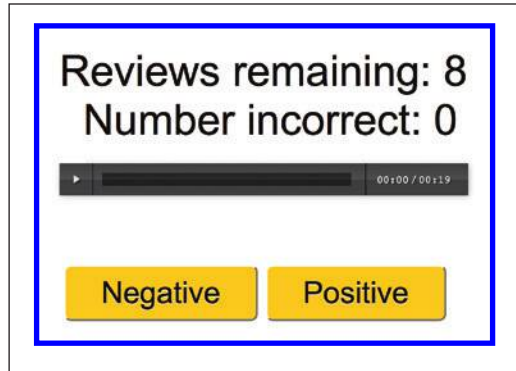 Reviews remaining: 8
Number incorrect: 0
00:00/00:19
Negative Positive